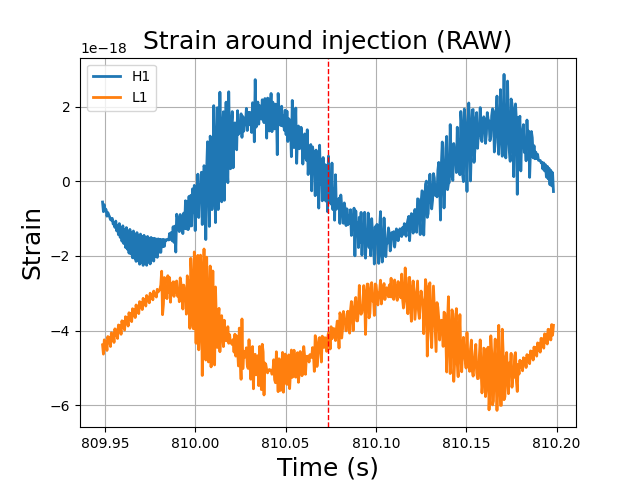 Strain around injection (RAW)
1e−18
H1
L1
2
0
−2
−4
−6
Strain
809.95 810.00 810.05 810.10 810.15 810.20
Time (s)